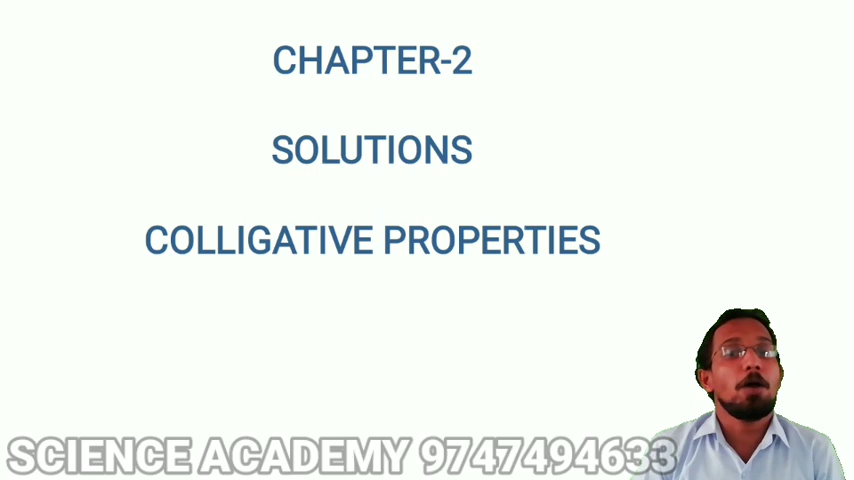 CHAPTER-2
SOLUTIONS
COLLIGATIVE PROPERTIES
SCIENCE ACADEMY 9747494633